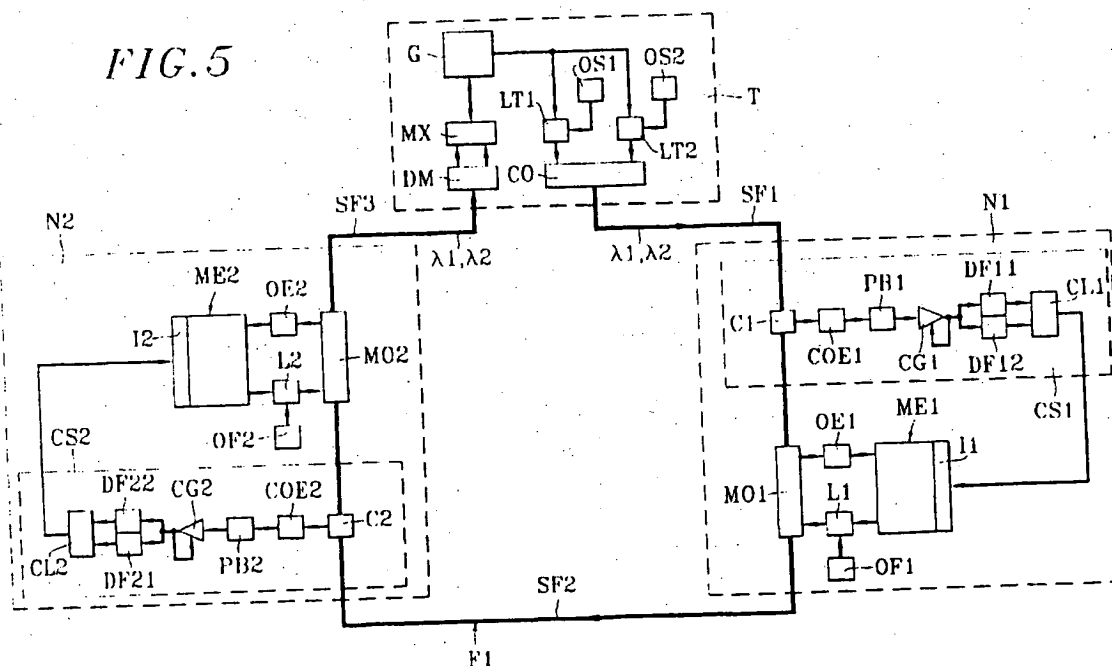 FIG.5
G
OS1
OS2
T
LT1
MX
LT2
DM
CO
SF3
SF1
N2
N1
λ1,λ2
λ1,λ2
ME2
OE2
I2
L2
MO2
OF2
CS2
PB1
DF11
CL1
C1
COE1
CG1
DF12
CS1
ME1
OE1
I1
MO1
L1
OF1
DF22
CG2
COE2
C2
CL2
DF21
PB2
SF2
F1